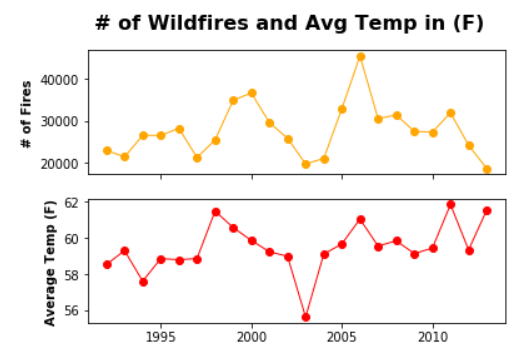 # of Wildfires and Avg Temp in (F)
# of Fires
40000
30000
20000
Average Temp (F)
62
60
58
56
1995 2000 2005 2010